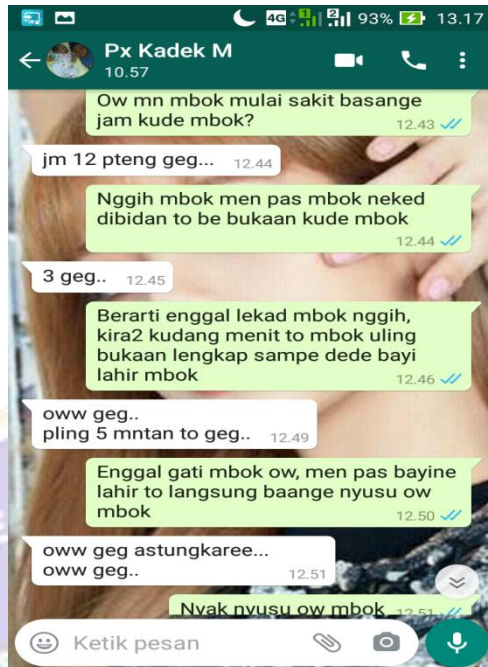 4G 1 2 93% 13.17
Px Kadek M
10.57
Ow mn mbok mulai sakit basange
jam kude mbok?
12.43
jm 12 pteng geg...
12.44
Nggih mbok men pas mbok neked
dibidan to be bukaan kude mbok
12.44
3 geg..
12.45
Berarti enggal lekad mbok nggih,
kira2 kudang menit to mbok uling
bukaan lengkap sampe dede bayi
lahir mbok
12.46
oww geg..
pling 5 mntan to geg..
12.49
Enggal gati mbok ow, men pas bayine
lahir to langsung baange nyusu ow
mbok
12.50
oww geg astungkaree...
oww geg..
12.51
Nyak nyusu ow mbok
12.51
Ketik pesan